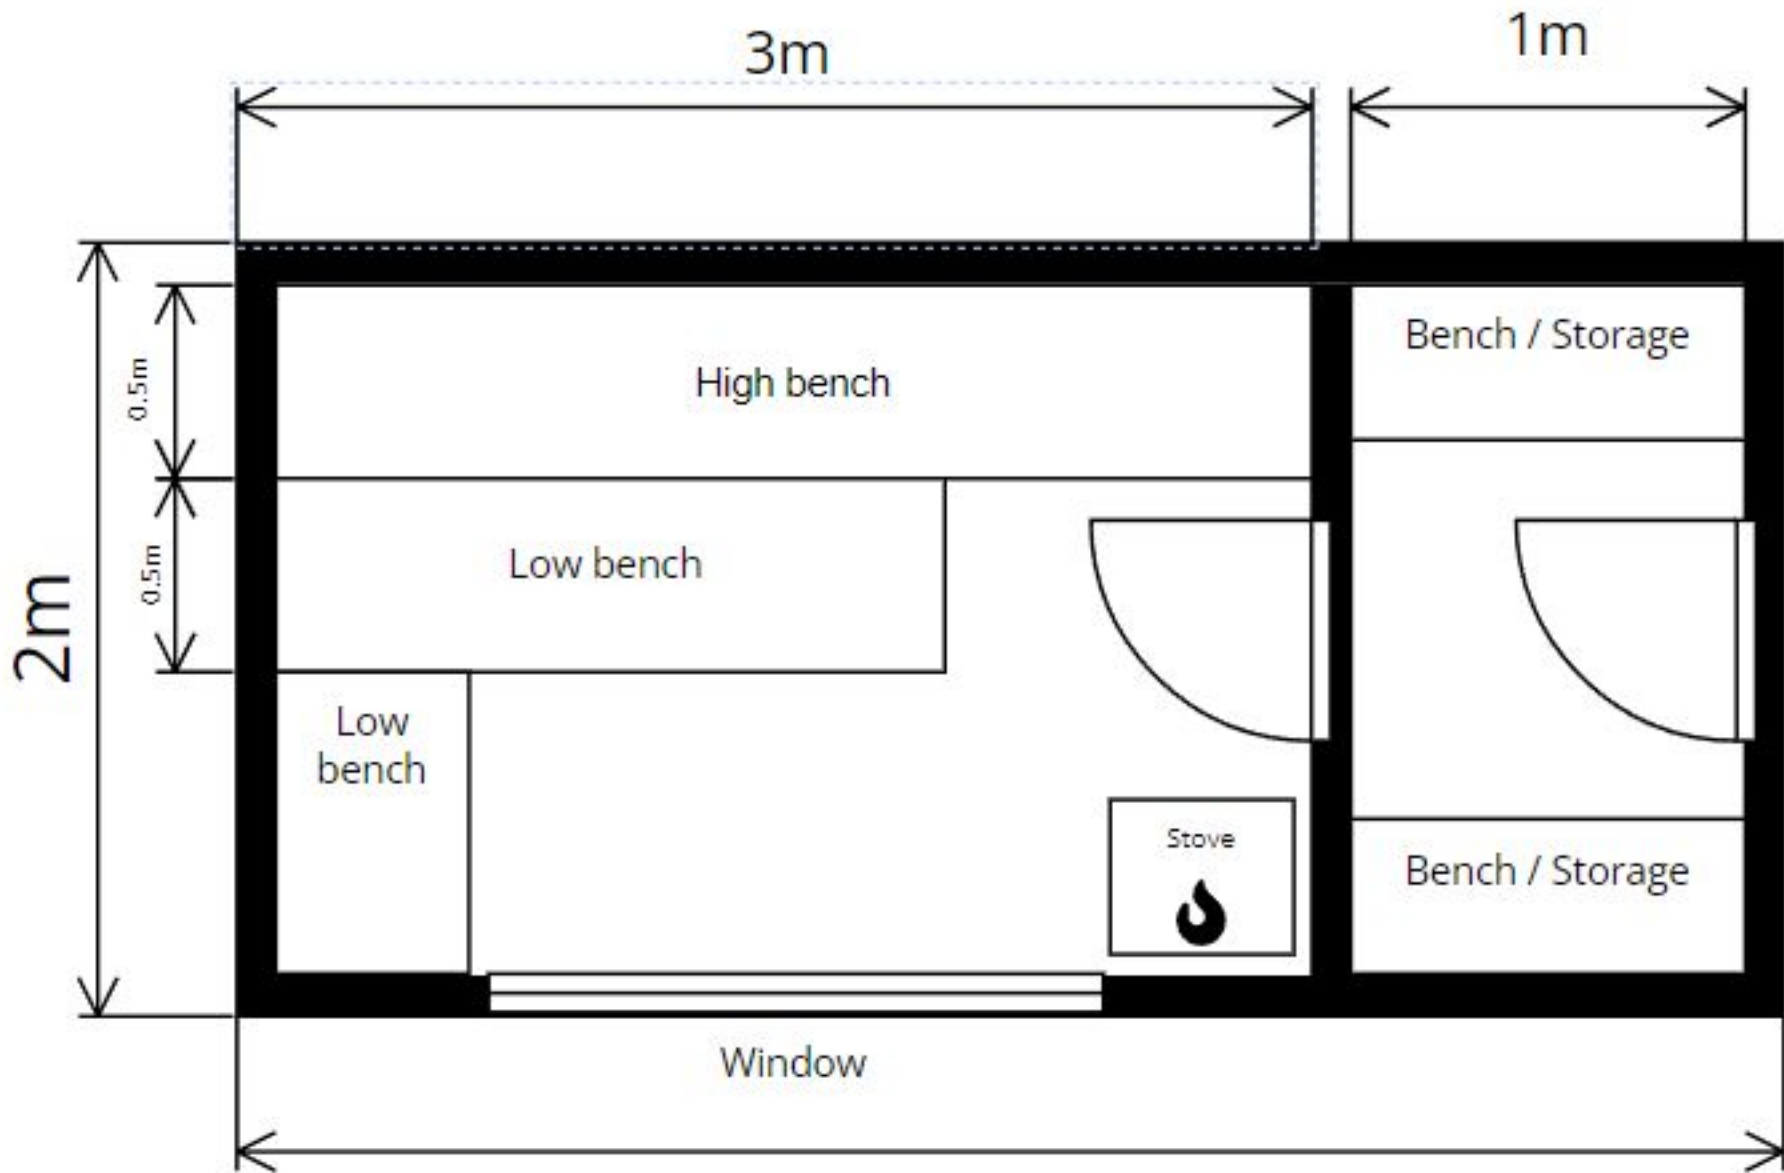 3m
1m
0.5m
High bench
Bench / Storage
2m
0.5m
Low bench
Low
bench
Stove
Bench / Storage
Window